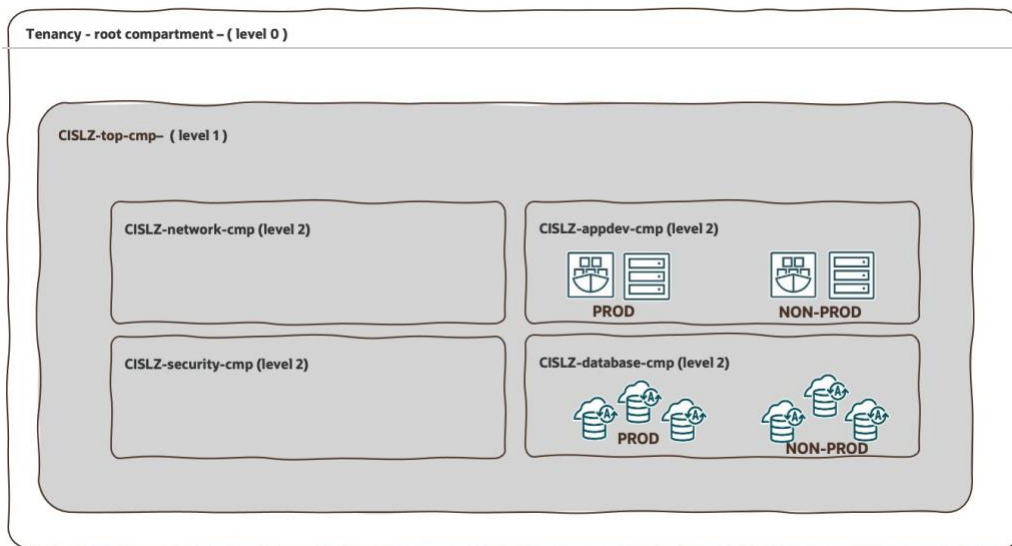 Tenancy - root compartment – ( level 0 )
CISLZ-top-cmp– ( level 1 )
CISLZ-network-cmp (level 2)
CISLZ-appdev-cmp (level 2)
PROD
NON-PROD
CISLZ-security-cmp (level 2)
CISLZ-database-cmp (level 2)
A
A
A
A
A
A
PROD
NON-PROD